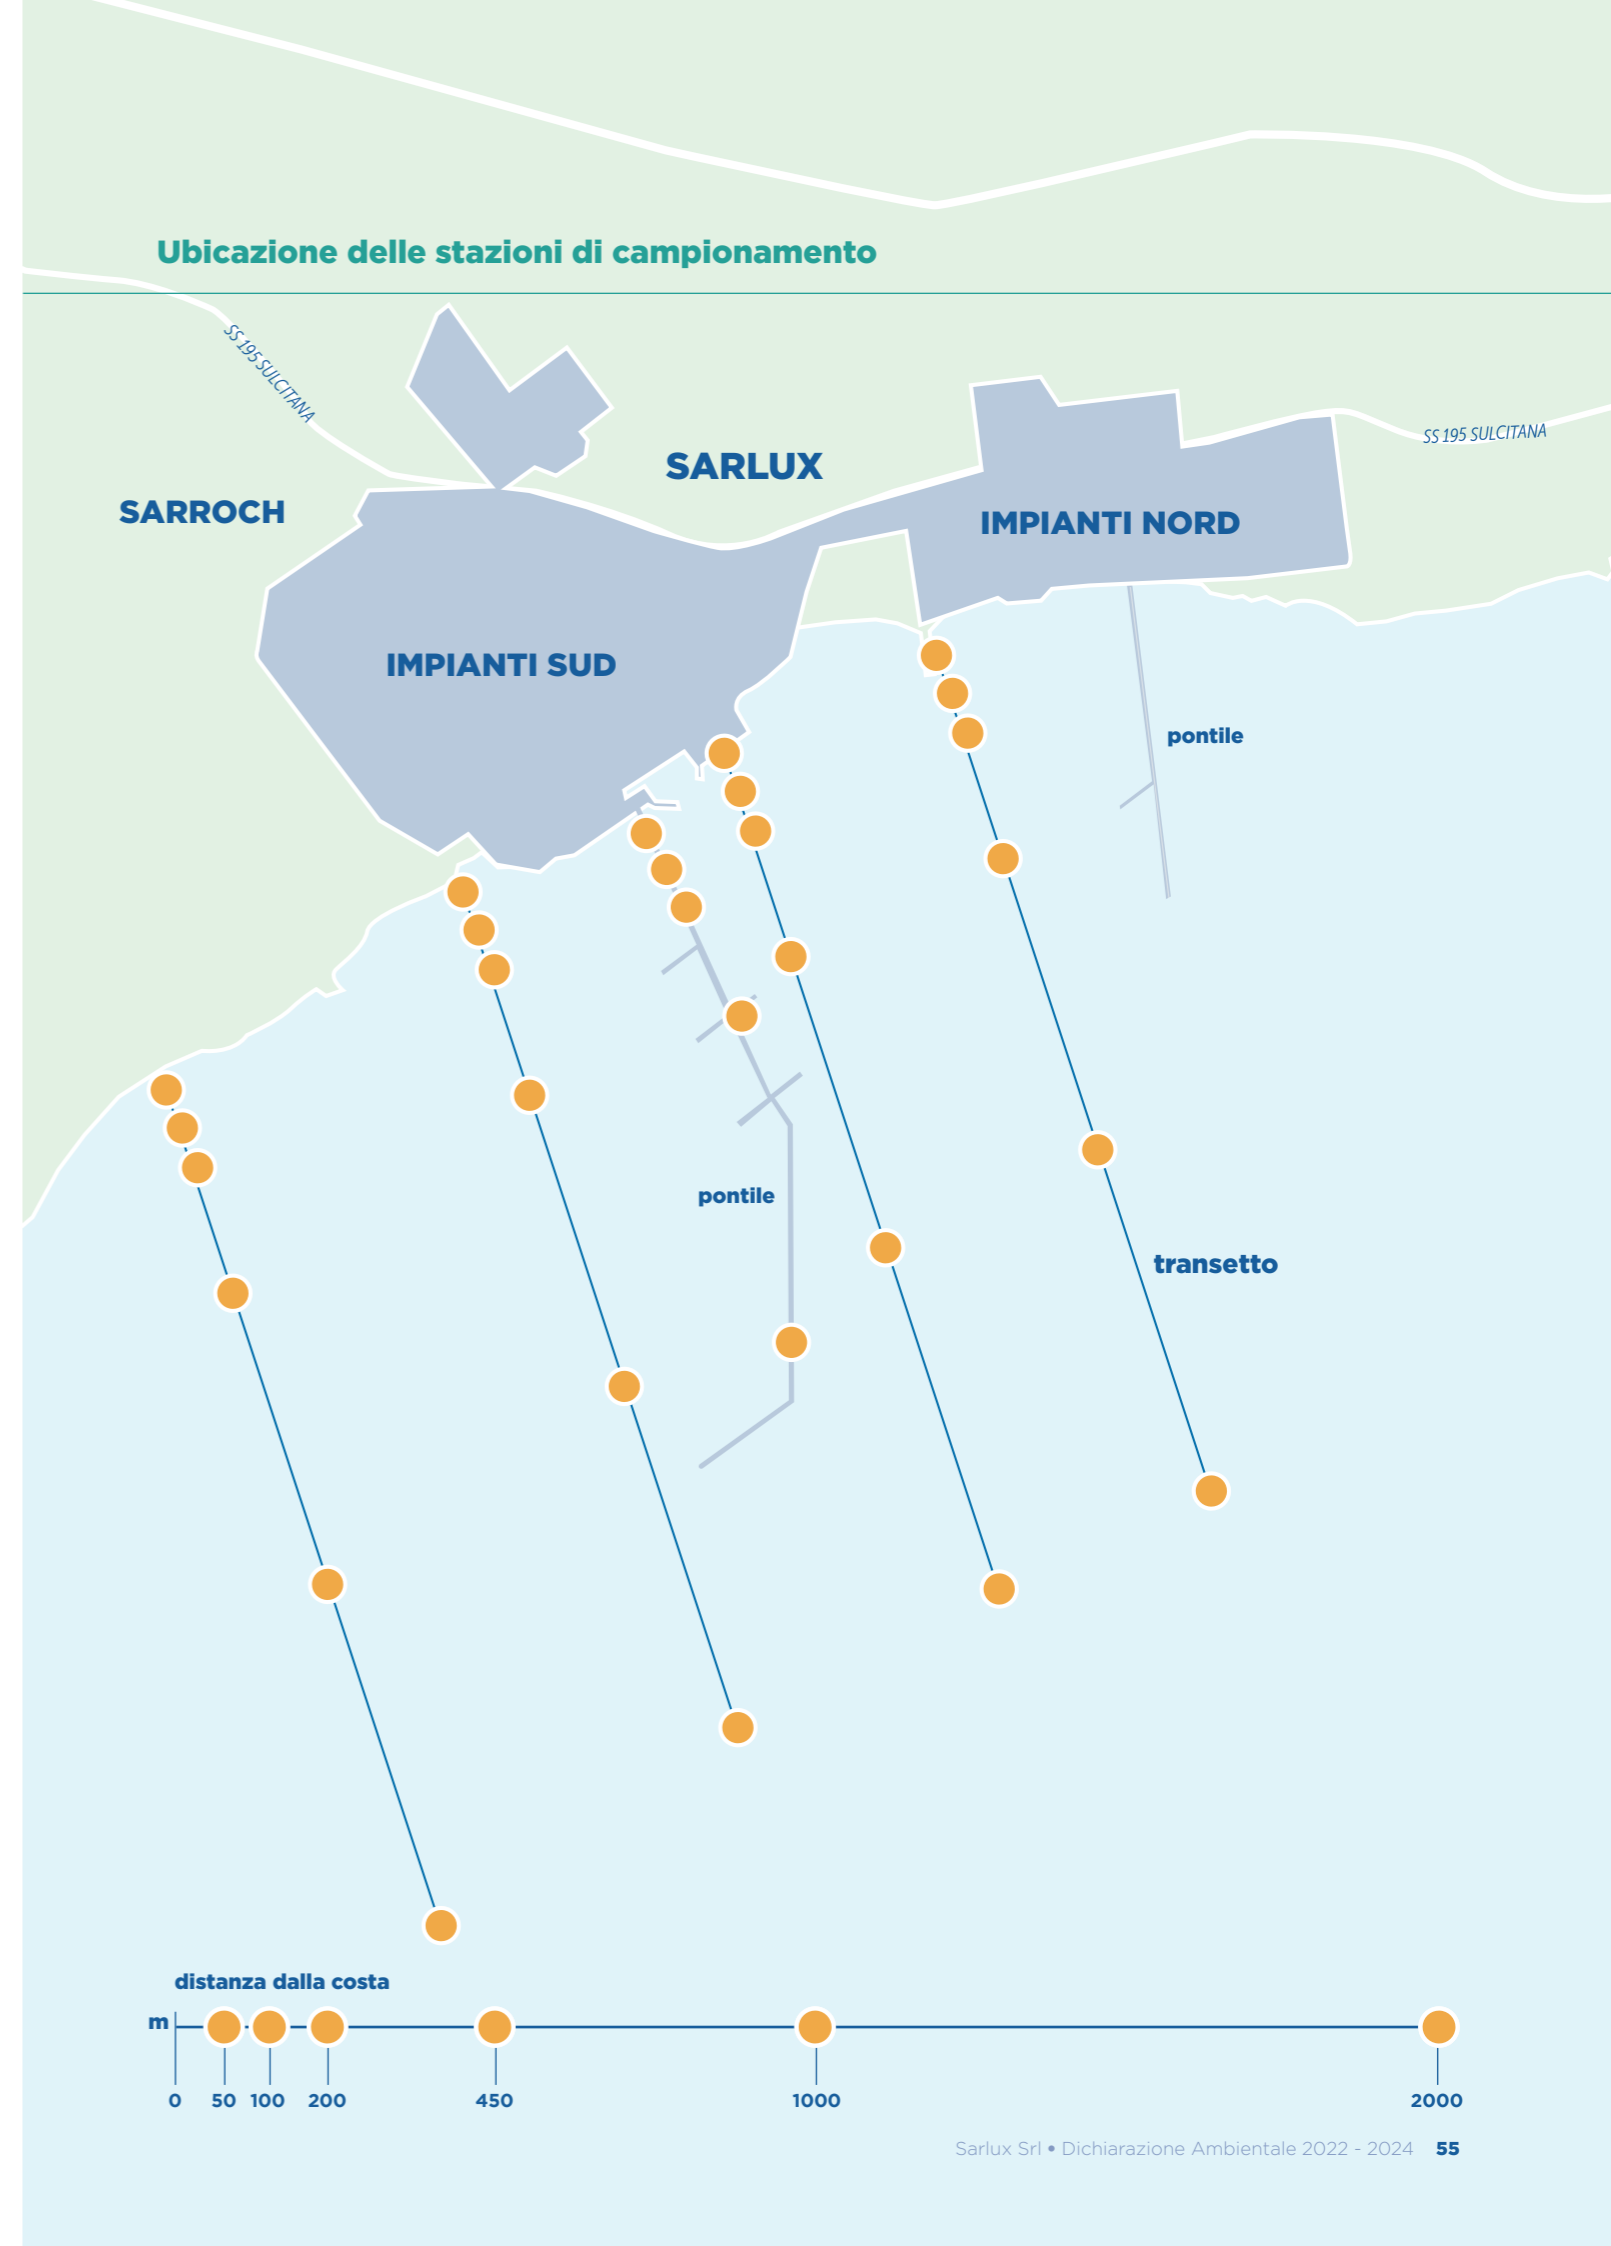 Ubicazione delle stazioni di campionamento
SS 195 SULCITANA
SS 195 SULCITANA
SARLUX
SARROCH
IMPIANTI NORD
IMPIANTI SUD
pontile
pontile
transetto
distanza dalla costa
m
0 50 100 200 450 1000 2000
Sarlux Srl • Dichiarazione Ambientale 2022 - 2024 55